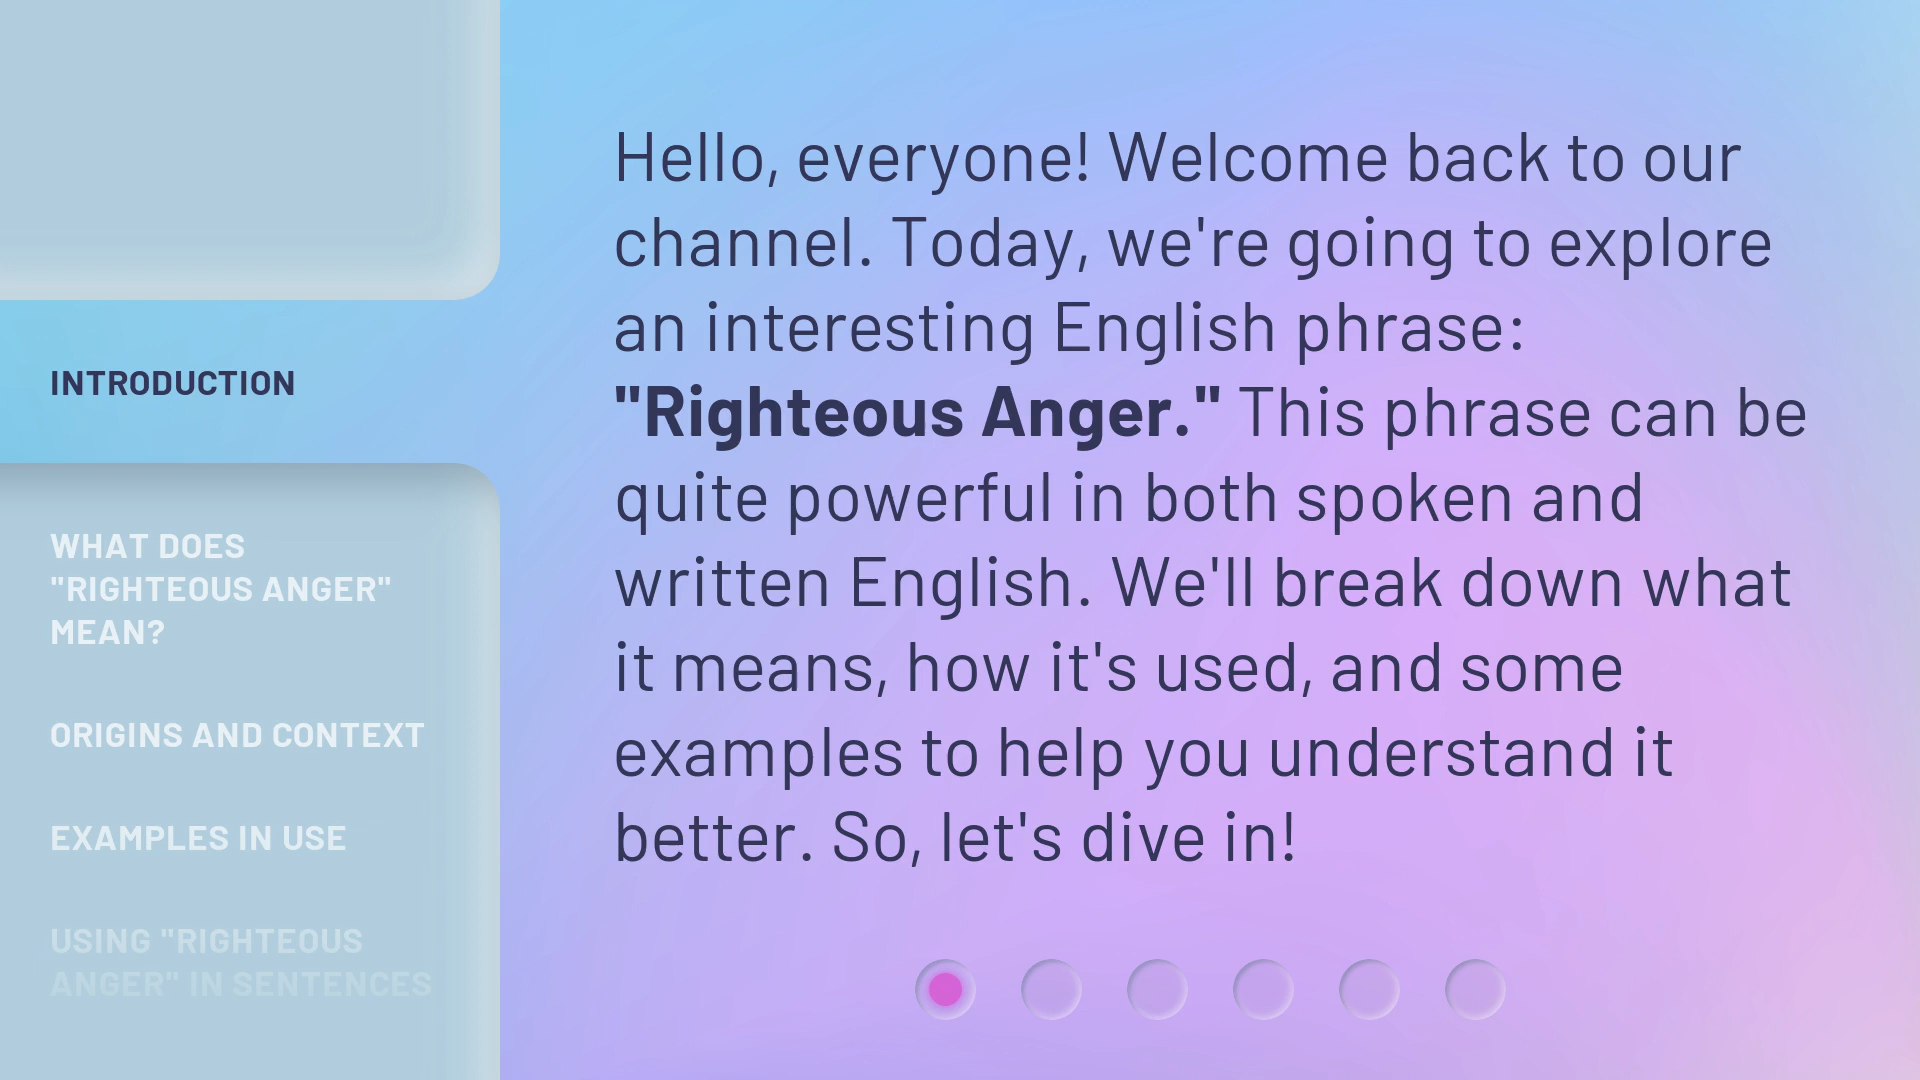 INTRODUCTION
WHAT DOES
"RIGHTEOUS ANGER"
MEAN?
ORIGINS AND CONTEXT
EXAMPLES IN USE
USING "RIGHTEOUS
ANGER" IN SENTENCES
Hello, everyone! Welcome back to our
channel. Today, we're going to explore
an interesting English phrase:
"Righteous Anger." This phrase can be
quite powerful in both spoken and
written English. We'll break down what
it means, how it's used, and some
examples to help you understand it
better. So, let's dive in!